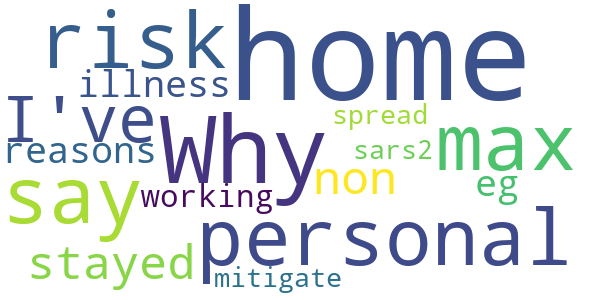 risk home
illness
I've Why spread max
reasons sars2
say working non eg
stayed personal
mitigate